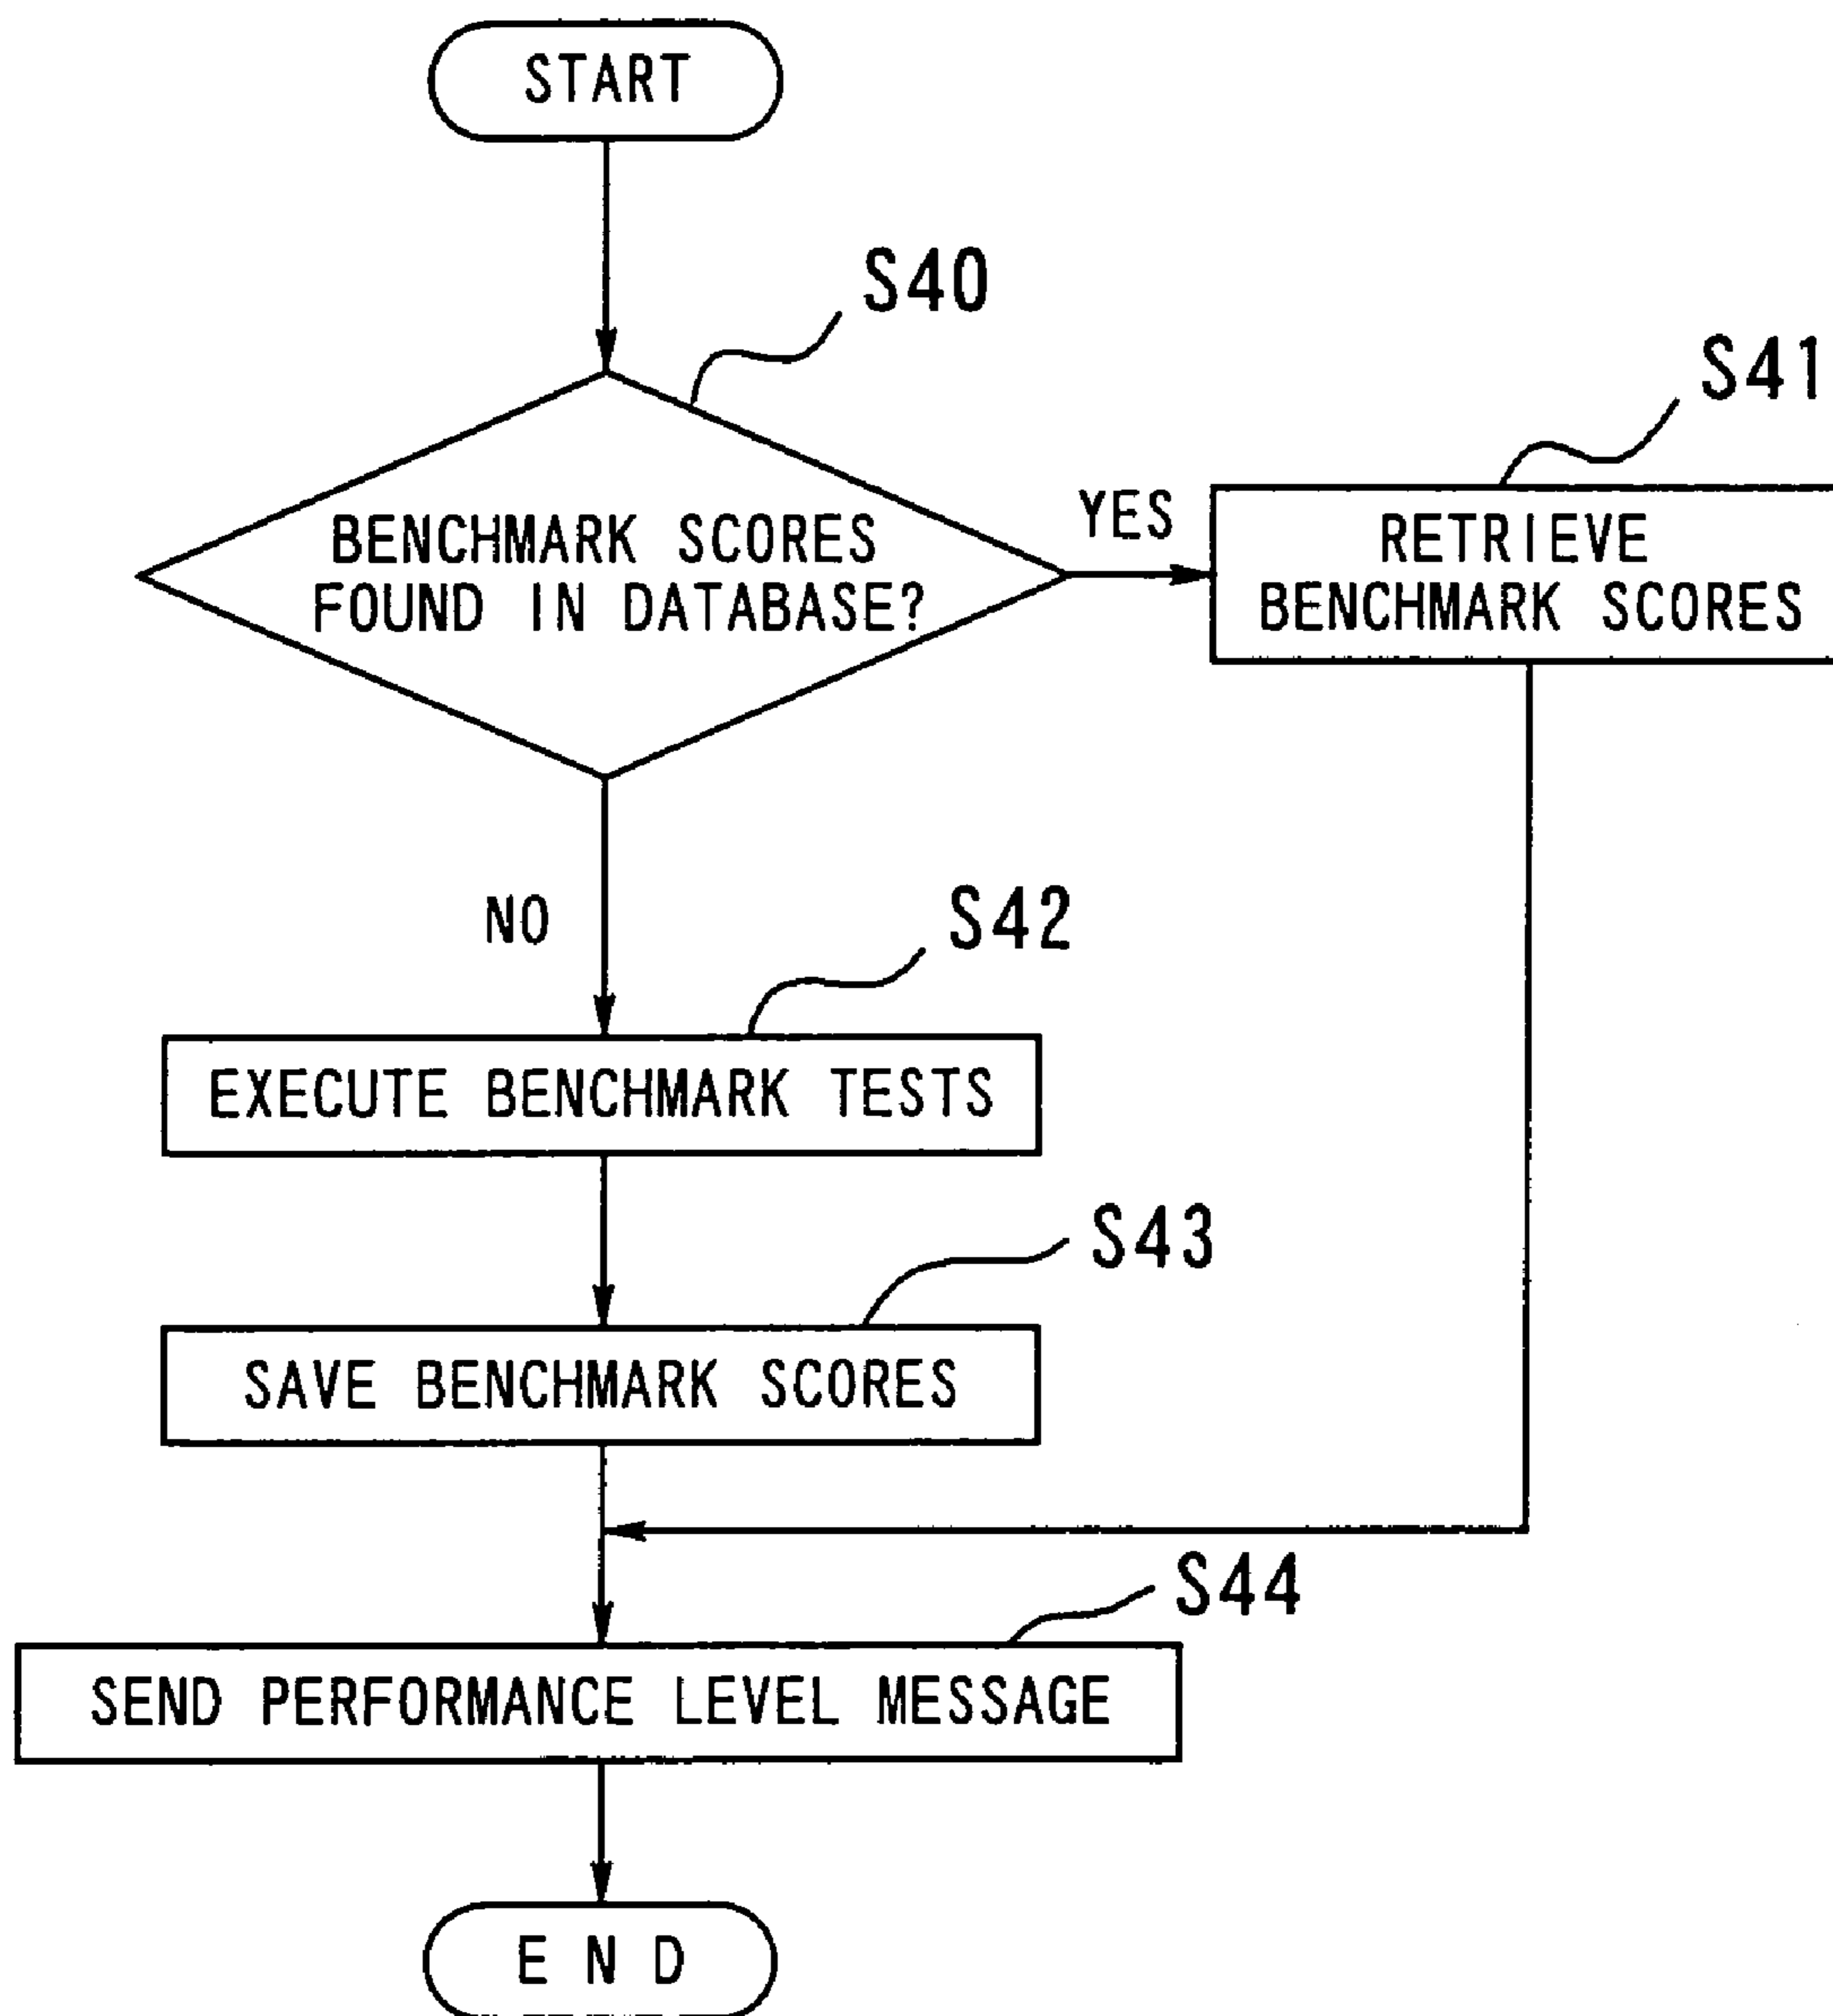 START
S40
BENCHMARK SCORES
FOUND IN DATABASE?
YES
S41
RETRIEVE
BENCHMARK SCORES
NO
S42
EXECUTE BENCHMARK TESTS
S43
SAVE BENCHMARK SCORES
S44
SEND PERFORMANCE LEVEL MESSAGE
END